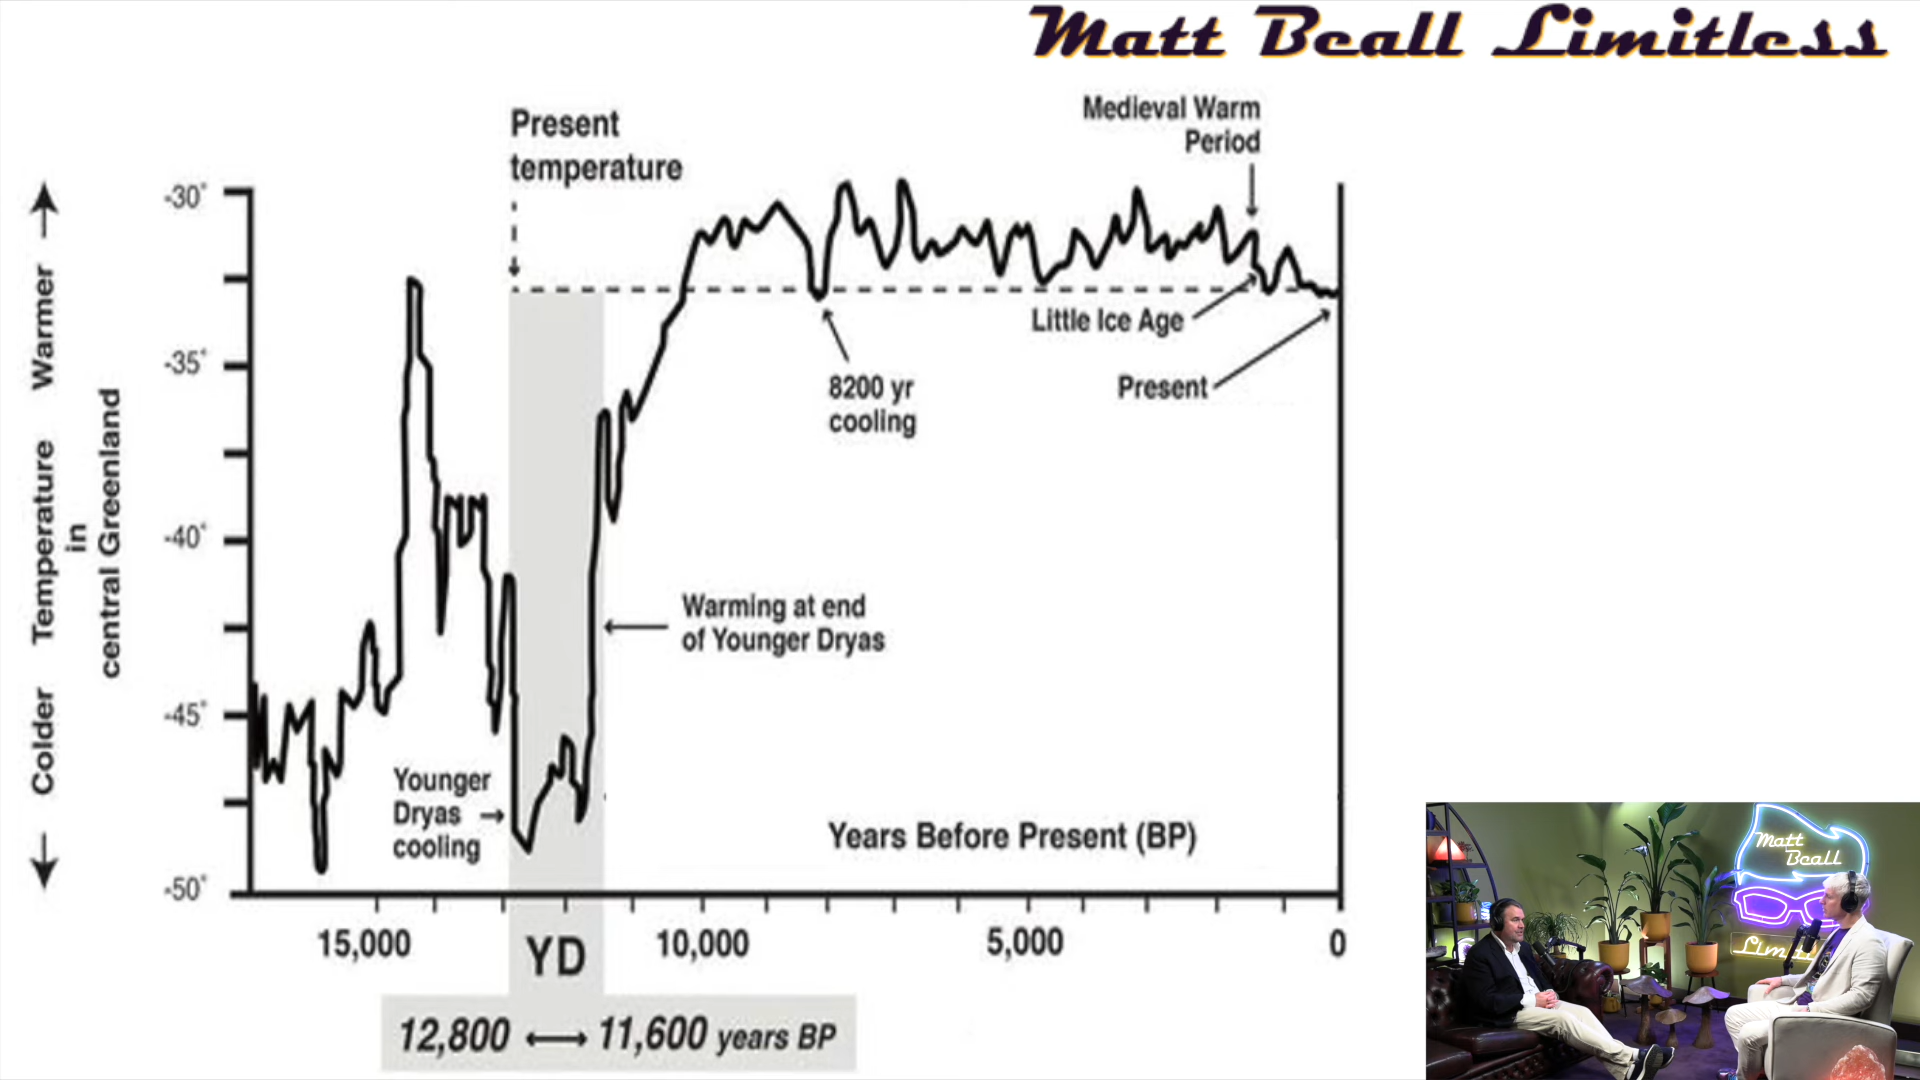 Matt Beall Limitless
Medieval Warm
Period
Present
temperature
-30°
-35°
-40°
-45°
-50°
Warmer
Temperature
in
central Greenland
Colder
Little Ice Age
Present
8200 yr
cooling
Warming at end
of Younger Dryas
Younger
Dryas
cooling
Years Before Present (BP)
15,000
YD
10,000
5,000
0
12,800 ⟷ 11,600 years BP
Matt
Beall